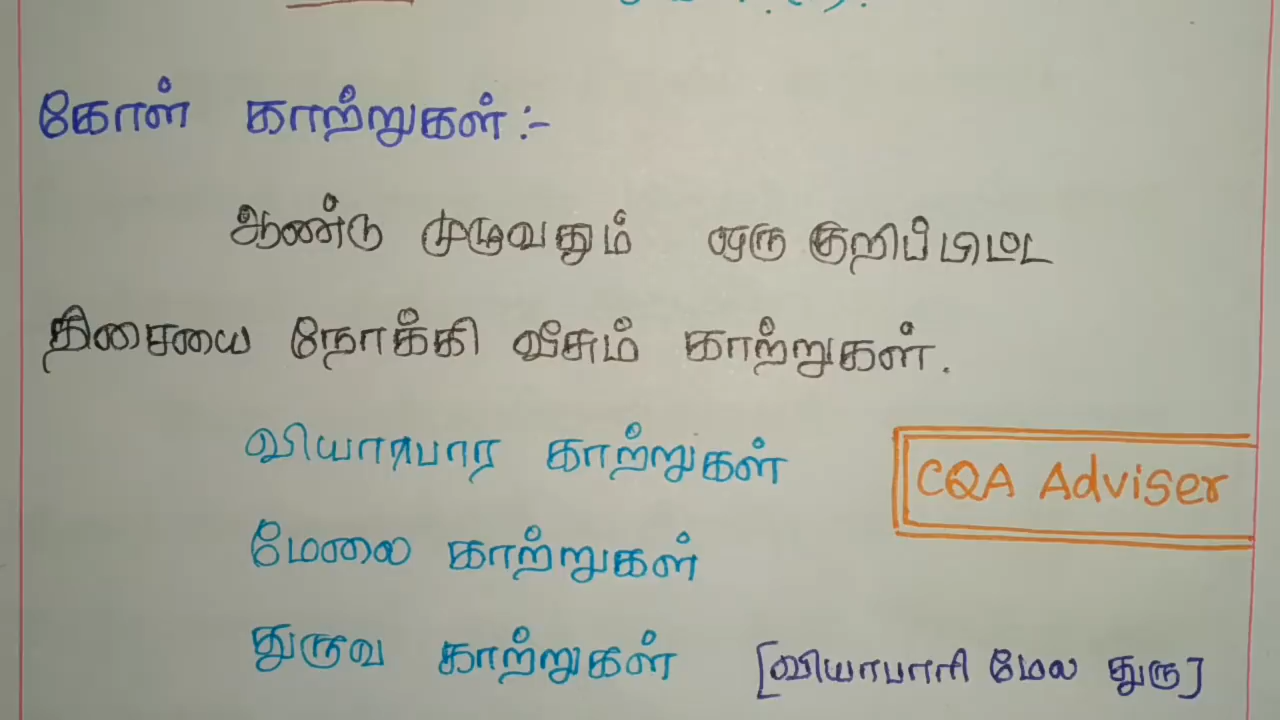 கோள் காற்றுகள் :-
ஆண்டு முழுவதும் ஒரு குறிப்பிட்ட
திசையை நோக்கி வீசும் காற்றுகள்.
வியாபார காற்றுகள்
CQA Adviser
மேலை காற்றுகள்
துருவ காற்றுகள் [வியாபாரி மேல துரு]